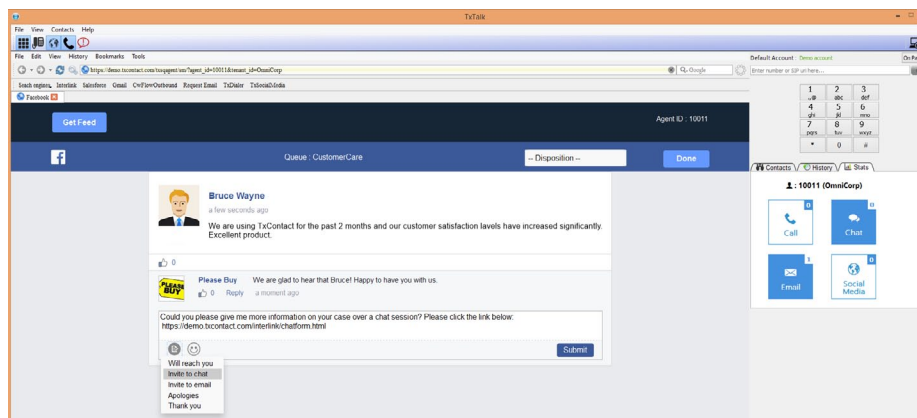 TxTalk
File View Contacts Help
File Edit View History Bookmarks Tools
https://demo.txcontact.com/
agent_id=10011&tenant_id=OmniCorp
Google
Search engines Interlink Salesforce Gmail CwFlowOutbound Request Email TxDialer TxSocialMedia
Facebook
Get Feed
Agent ID : 10011
Queue : CustomerCare
-- Disposition --
Done
Bruce Wayne
a few seconds ago
We are using TxContact for the past 2 months and our customer satisfaction lavels have increased significantly.
Excellent product.
0
PLEASE
BUY
Please Buy We are glad to hear that Bruce! Happy to have you with us.
0 Reply a moment ago
Could you please give me more information on your case over a chat session? Please click the link below:
https://demo.txcontact.com/interlink/chatform.html
Submit
Will reach you
Invite to chat
Invite to email
Apologies
Thank you
Default Account : Demo account
Enter number or SIP uri here...
1 2 3
abc def
4 5 6
ghi jkl mno
7 8 9
pqrs tuv wxyz
* 0 #
Contacts History Stats
: 10011 (OmniCorp)
0
Call
0
Chat
1
Email
0
Social
Media